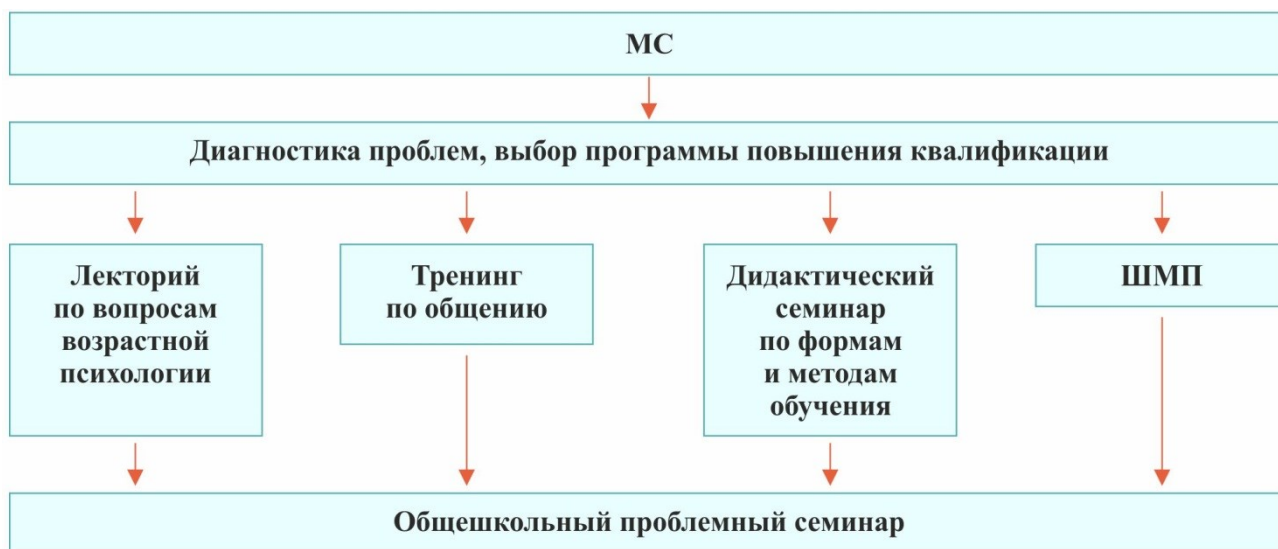 МС
Диагностика проблем, выбор программы повышения квалификации
Лекторий
по вопросам
возрастной
психологии
Тренинг
по общению
Дидактический
семинар
по формам
и методам
обучения
ШМП
Общешкольный проблемный семинар